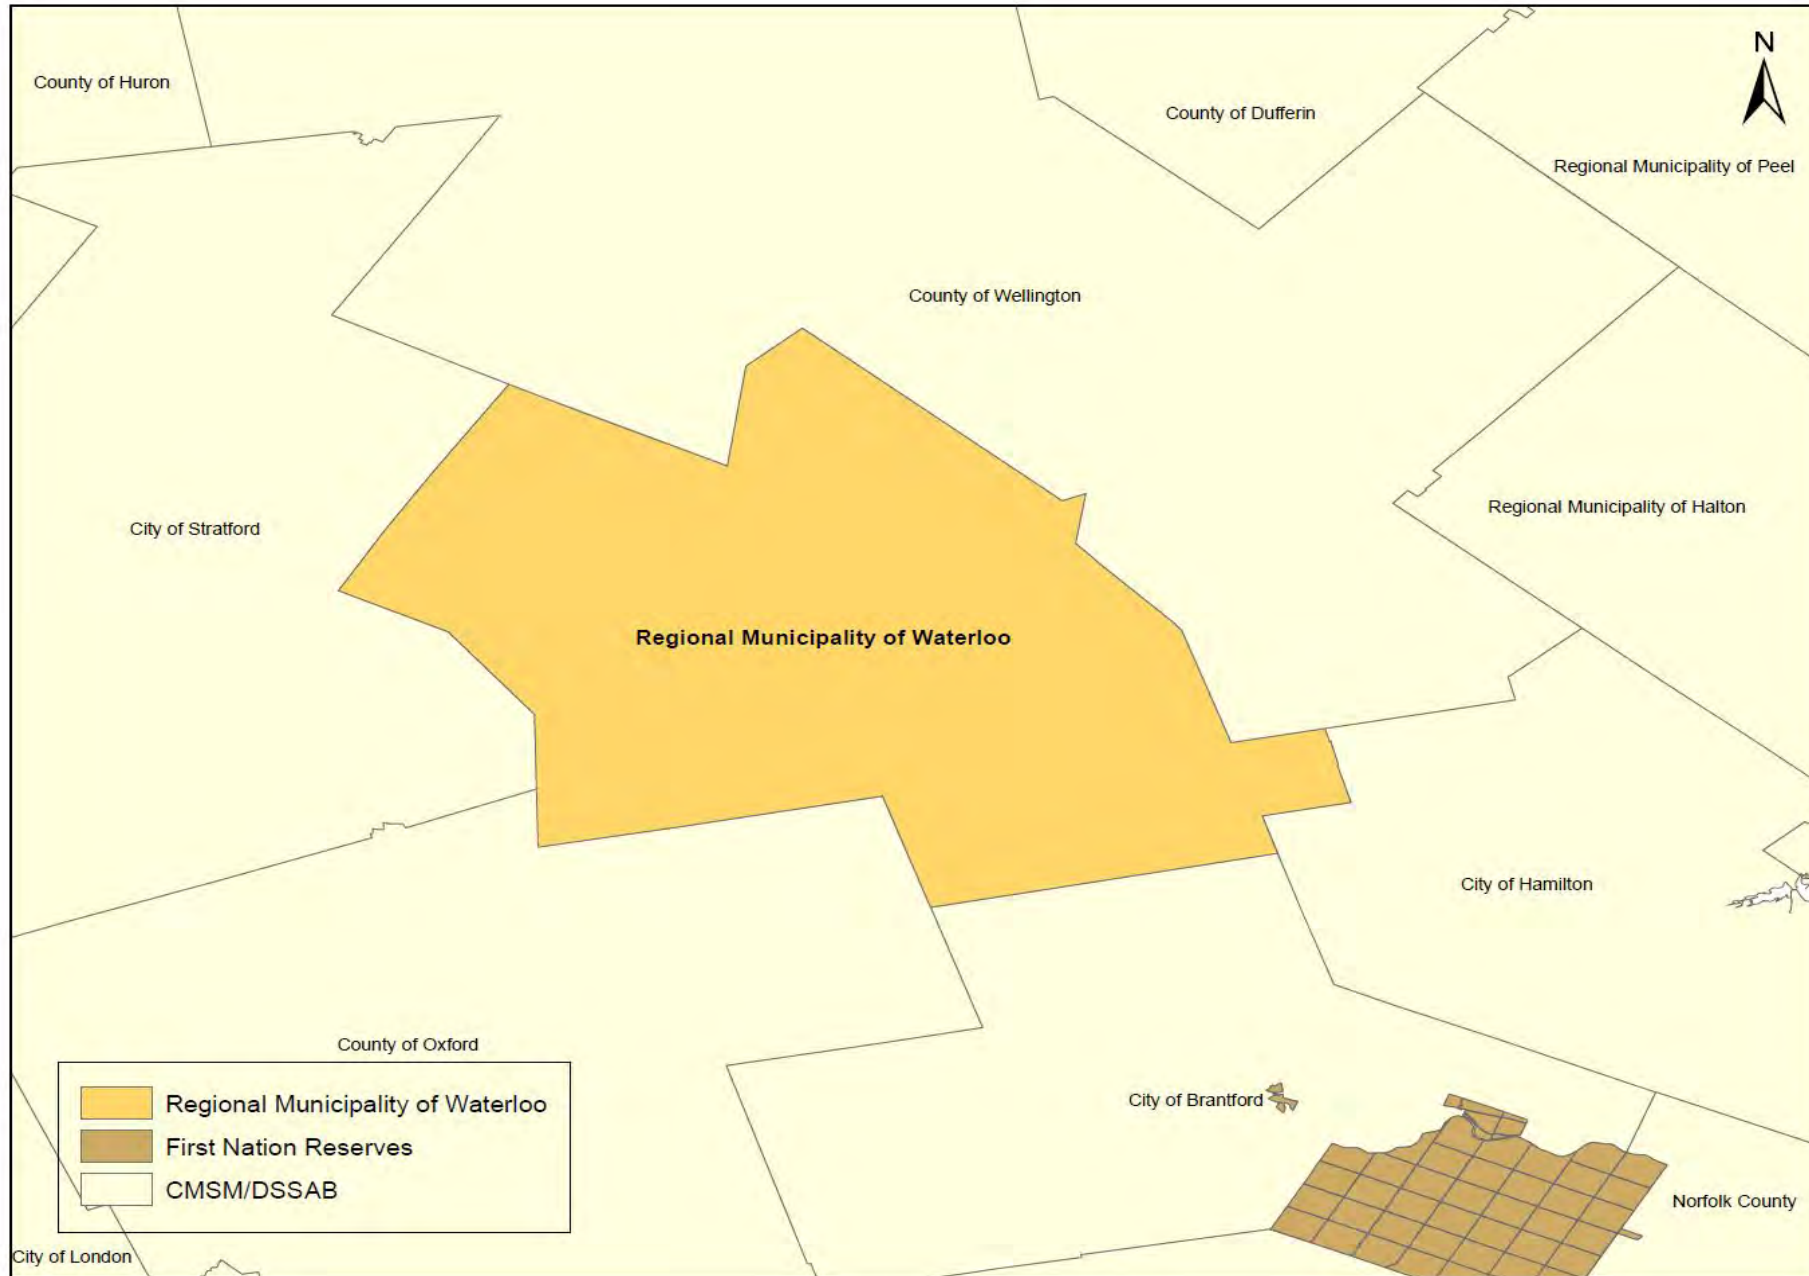 N
County of Huron
County of Dufferin
Regional Municipality of Peel
County of Wellington
Regional Municipality of Halton
City of Stratford
Regional Municipality of Waterloo
City of Hamilton
County of Oxford
City of Brantford
Norfolk County
Regional Municipality of Waterloo
First Nation Reserves
CMSM/DSSAB
City of London